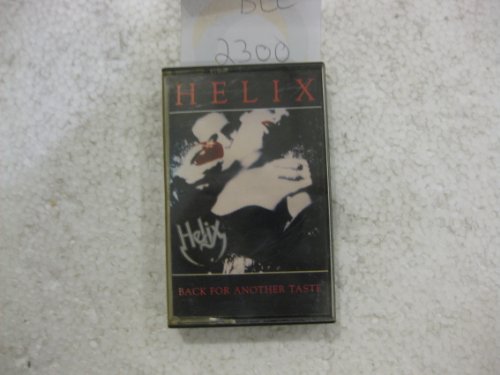 2300
HELIX
Helix
BACK FOR ANOTHER TASTE